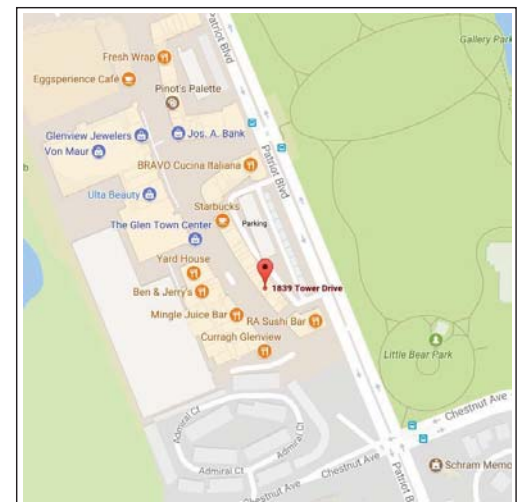 Patriot Blvd
Gallery Park
Fresh Wrap
Eggsperience Café
Pinot's Palette
Glenview Jewelers
Jos. A. Bank
Von Maur
BRAVO Cucina Italiana
Patriot Blvd
Ulta Beauty
Starbucks
Parking
The Glen Town Center
Yard House
1839 Tower Drive
Ben & Jerry's
Mingle Juice Bar
RA Sushi Bar
Curragh Glenview
Little Bear Park
Chestnut Ave
Admiral Ct
Admiral Ct
Admiral Ct
Chestnut Ave
Patriot Bl
Schram Memo